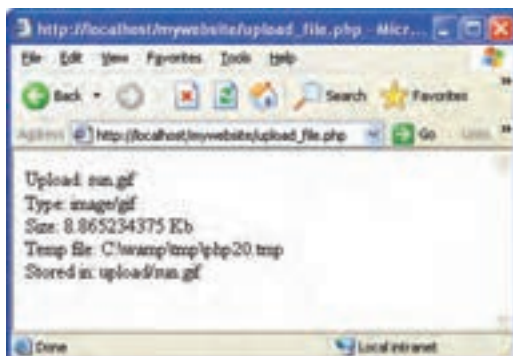 http://localhost/mywebsite/upload_file.php - Micr...
File Edit View Favorites Tools Help
Back Search Favorites
Address http://localhost/mywebsite/upload_file.php Go Links
Upload: sun.gif
Type: image/gif
Size: 8.865234375 Kb
Temp file: C:\wamp\tmp\php20.tmp
Stored in: upload/sun.gif
Done Local intranet